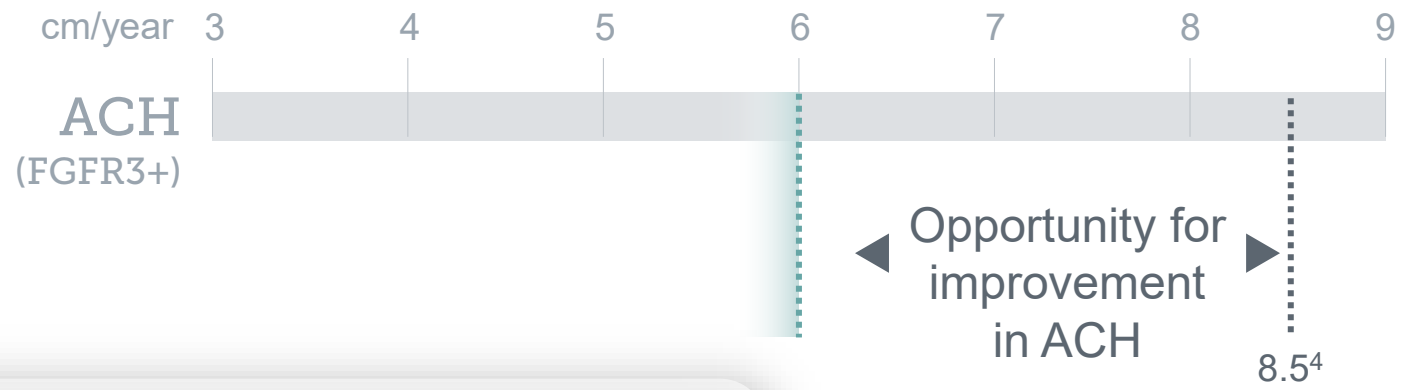 cm/year 3 4 5 6 7 8 9
ACH
(FGFR3+)
Opportunity for
improvement
in ACH
8.5⁴